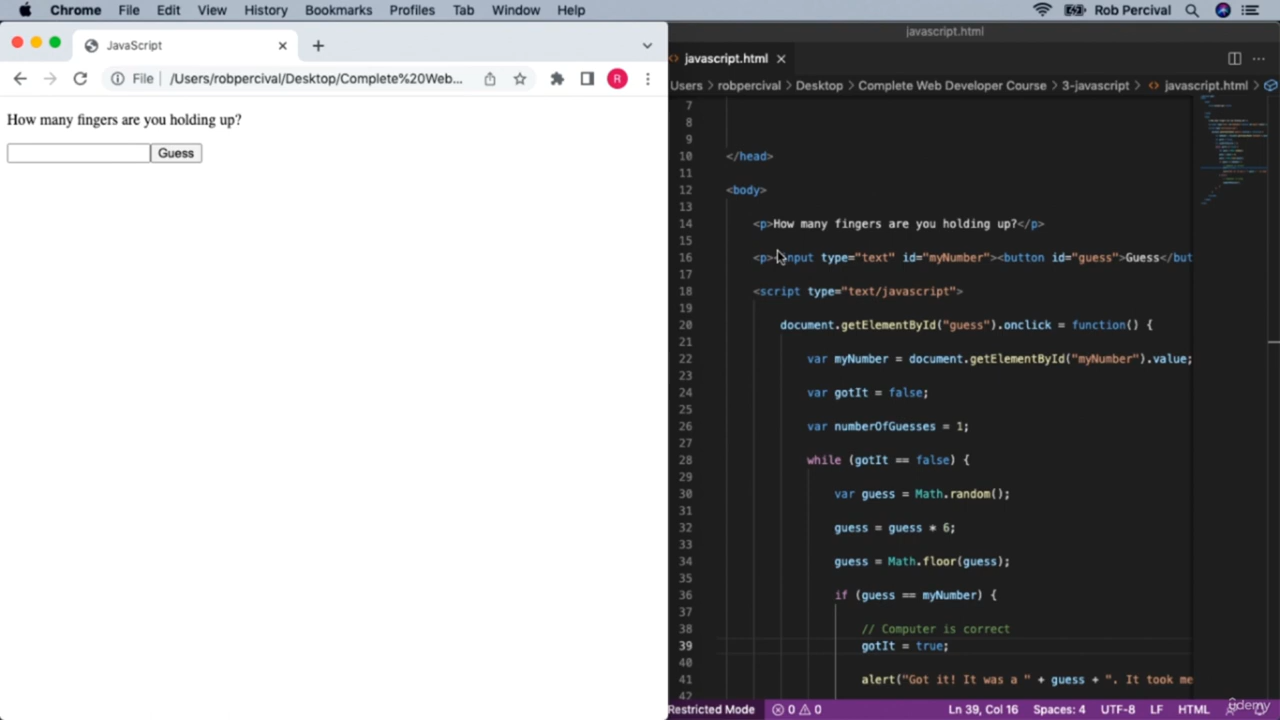 Chrome File Edit View History Bookmarks Profiles Tab Window Help Rob Percival
JavaScript
File /Users/robpercival/Desktop/Complete%20Web... R
How many fingers are you holding up?
Guess
javascript.html
javascript.html
Users > robpercival > Desktop > Complete Web Developer Course > 3-javascript > javascript.html >
7
8
9
10 </head>
11
12 <body>
13
14 <p>How many fingers are you holding up?</p>
15
16 <p><input type="text" id="myNumber"><button id="guess">Guess</but
17
18 <script type="text/javascript">
19
20 document.getElementById("guess").onclick = function() {
21
22 var myNumber = document.getElementById("myNumber").value;
23
24 var gotIt = false;
25
26 var numberOfGuesses = 1;
27
28 while (gotIt == false) {
29
30 var guess = Math.random();
31
32 guess = guess * 6;
33
34 guess = Math.floor(guess);
35
36 if (guess == myNumber) {
37
38 // Computer is correct
39 gotIt = true;
40
41 alert("Got it! It was a " + guess + ". It took me
42
Restricted Mode 0 0 Ln 39, Col 16 Spaces: 4 UTF-8 LF HTML
Udemy